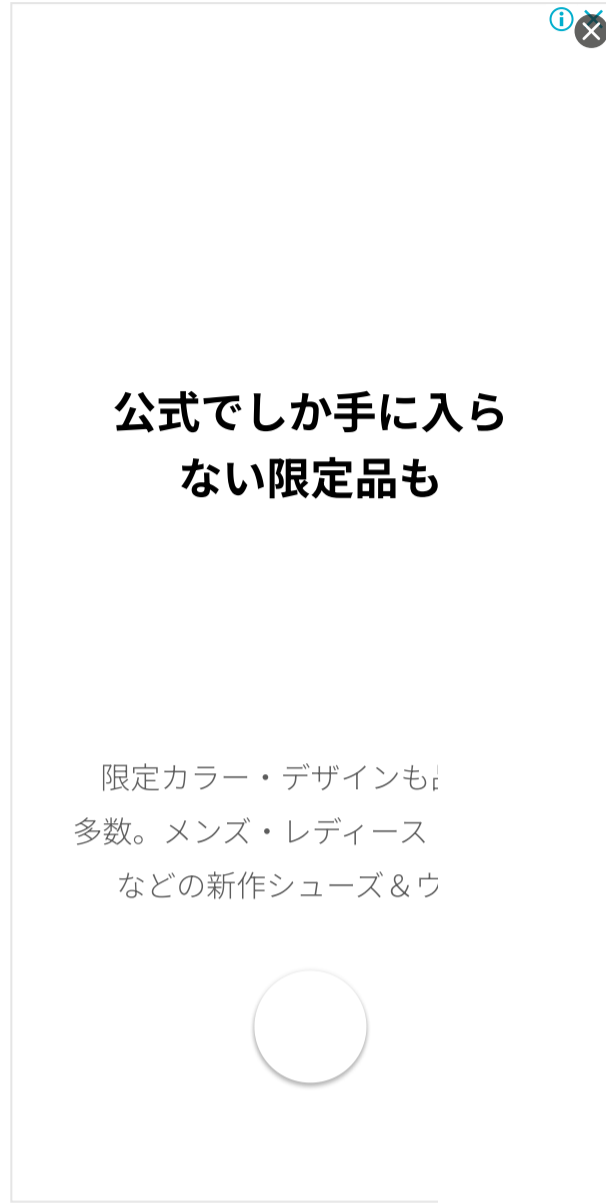 公式でしか手に入ら
ない限定品も
限定カラー・デザインも
多数。メンズ・レディース
などの新作シューズ＆ウ